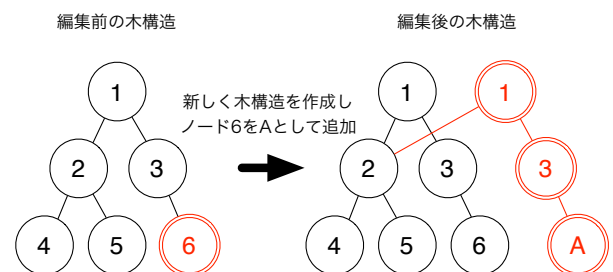 編集前の木構造
編集後の木構造
1
2 3
4 5 6
新しく木構造を作成し
ノード6をAとして追加
1 1
2 3 3
4 5 6 A